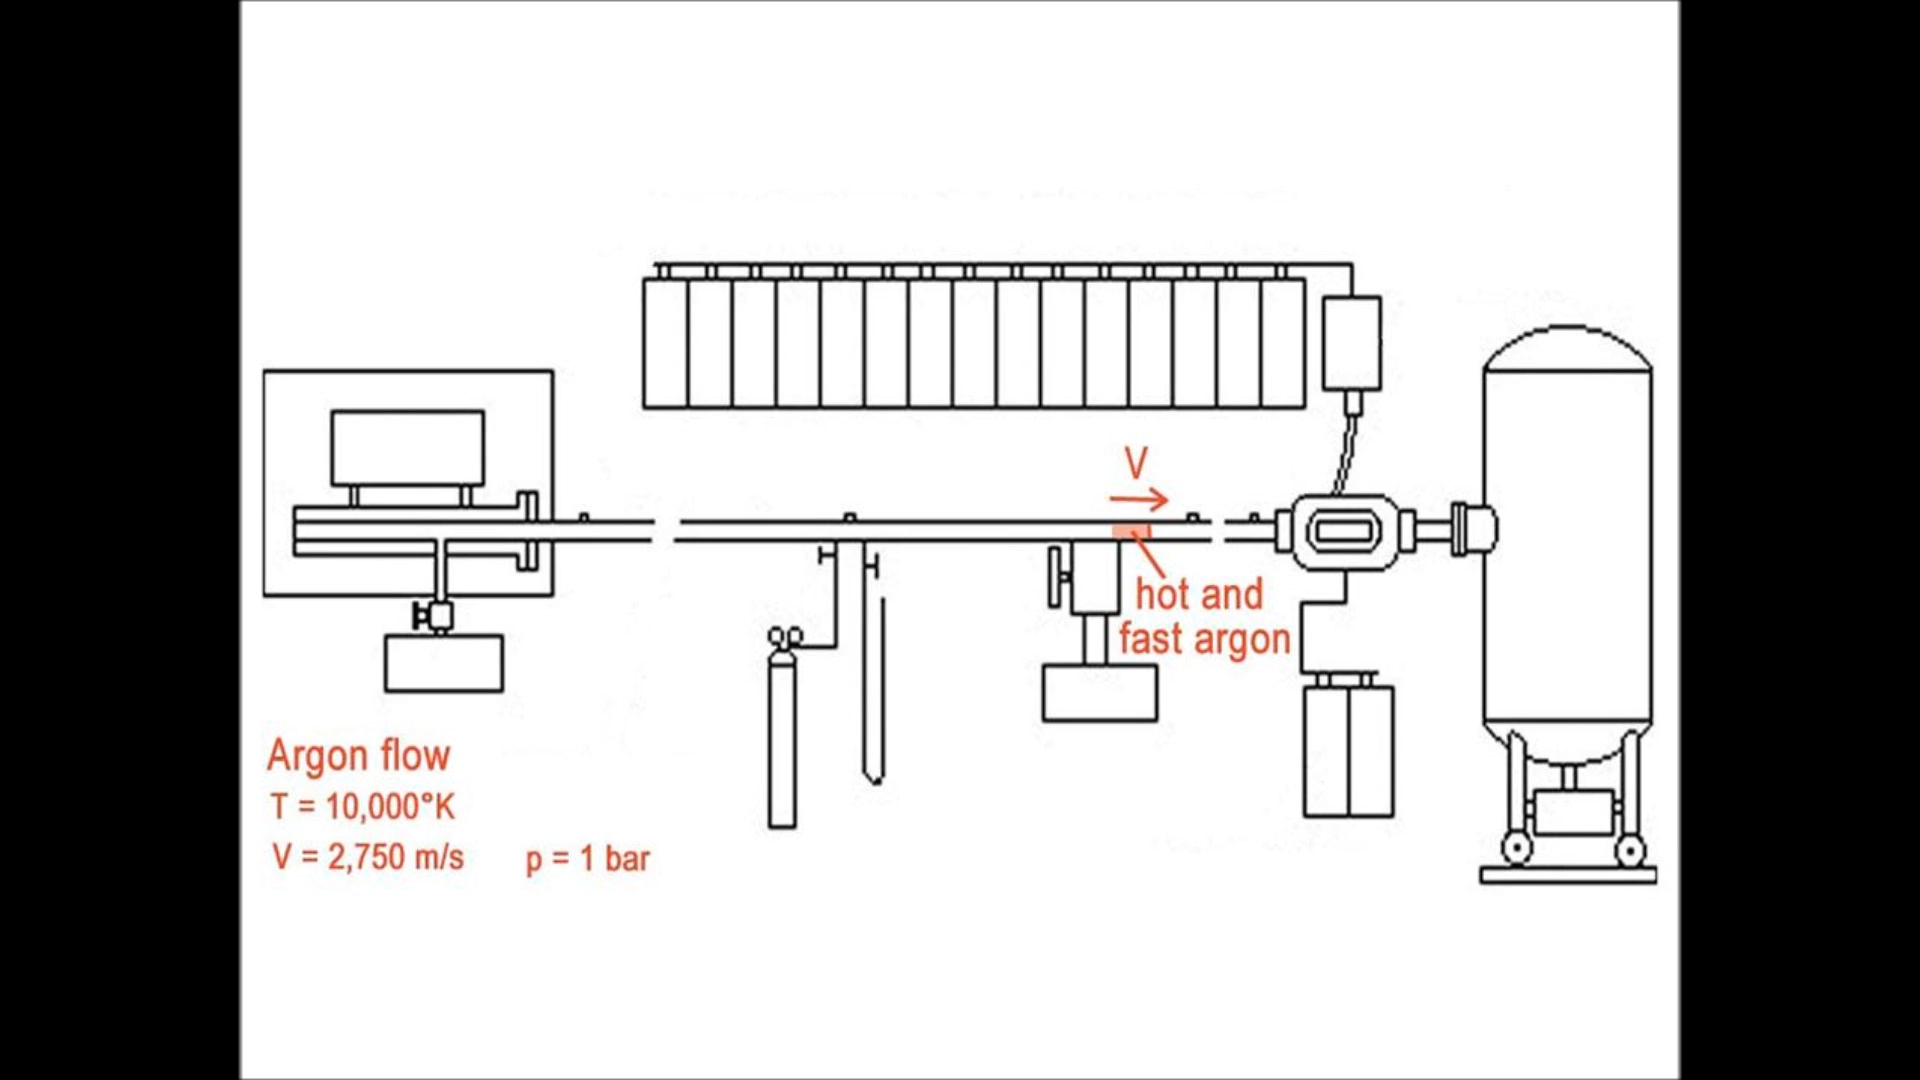 V
hot and
fast argon
Argon flow
T = 10,000°K
V = 2,750 m/s p = 1 bar